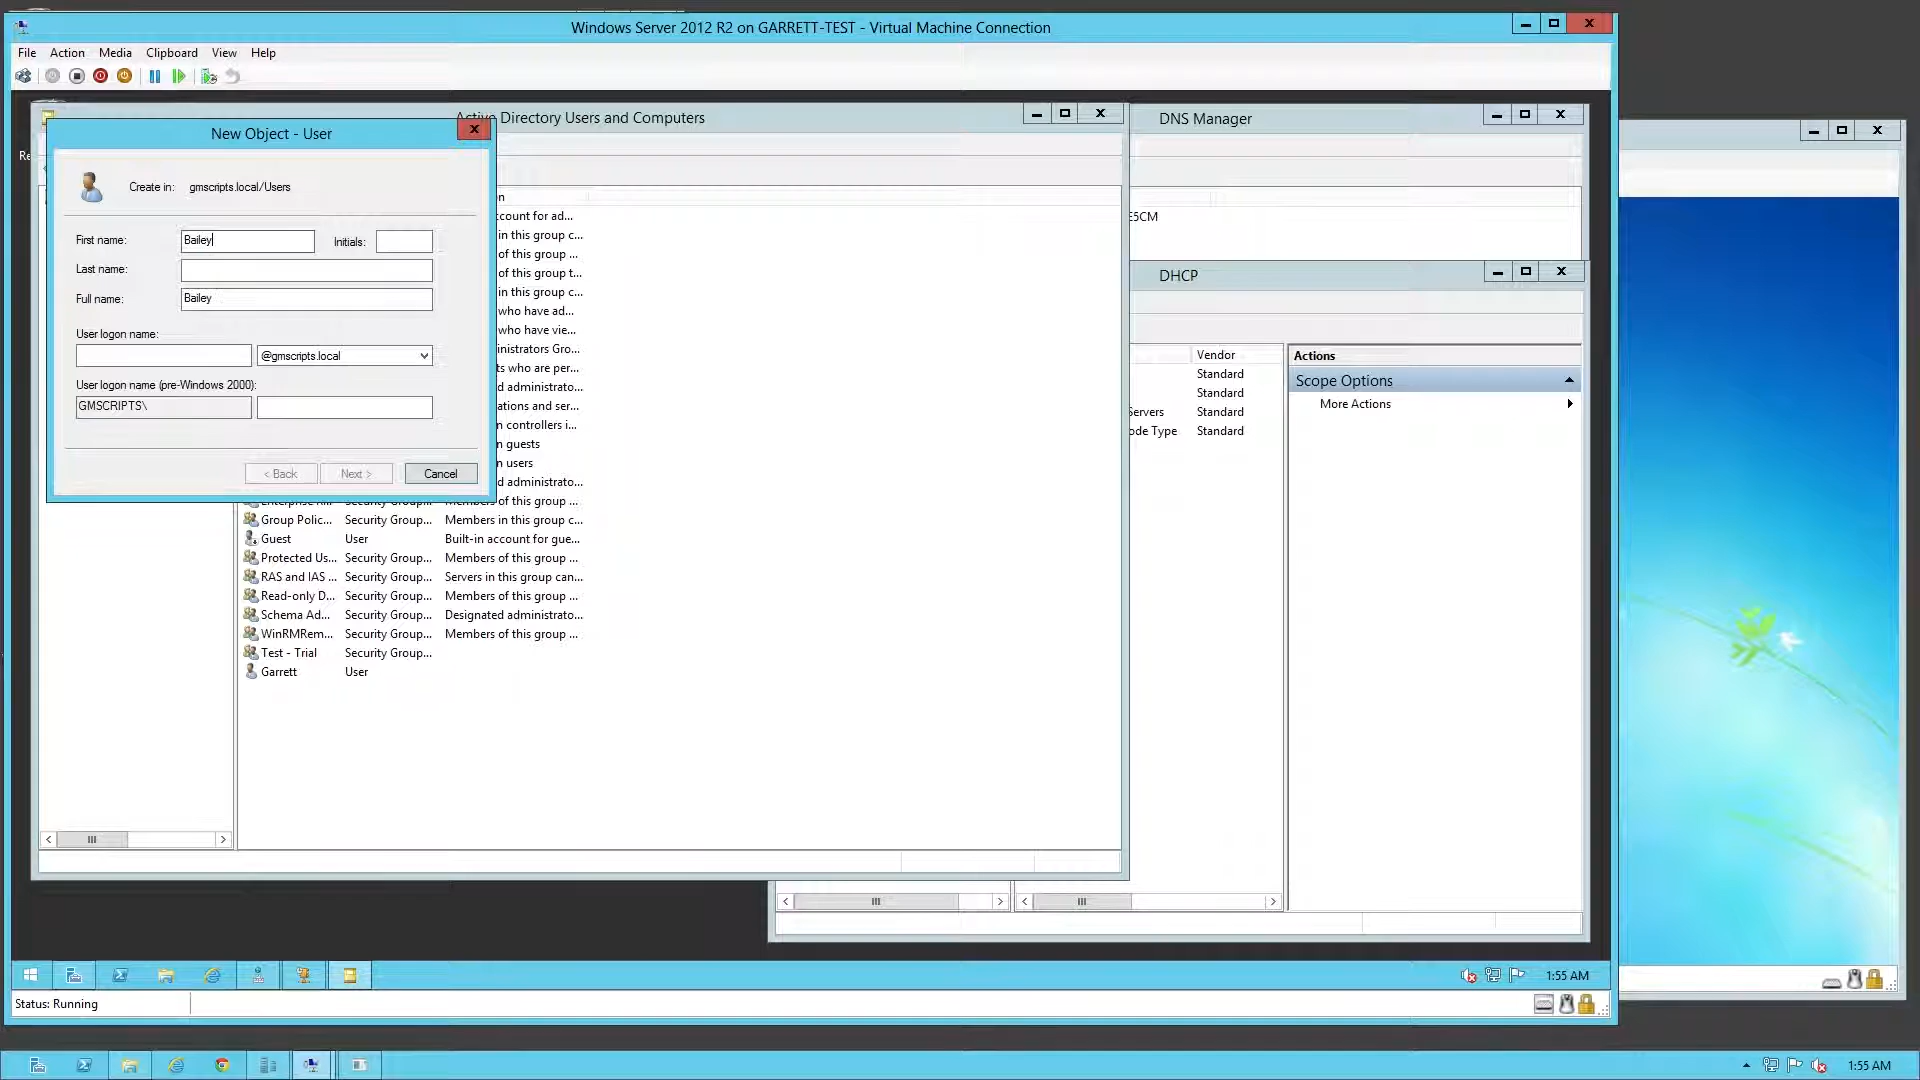 Windows Server 2012 R2 on GARRETT-TEST - Virtual Machine Connection
File Action Media Clipboard View Help
Active Directory Users and Computers
DNS Manager
New Object - User
Create in: gmscripts.local/Users
First name: Bailey Initials:
Last name:
Full name: Bailey
User logon name:
@gmscripts.local
User logon name (pre-Windows 2000):
GMSCRIPTS\
< Back Next > Cancel
count for ad...
in this group c...
of this group ...
of this group t...
in this group c...
who have ad...
who have vie...
inistrators Gro...
ts who are per...
d administrato...
ations and ser...
n controllers i...
n guests
n users
d administrato...
Security Group... Members of this group ...
Group Polic... Security Group... Members in this group c...
Guest User Built-in account for gue...
Protected Us... Security Group... Members of this group ...
RAS and IAS ... Security Group... Servers in this group can...
Read-only D... Security Group... Members of this group ...
Schema Ad... Security Group... Designated administrato...
WinRMRem... Security Group... Members of this group ...
Test - Trial Security Group...
Garrett User
E5CM
DHCP
Vendor
Standard
Standard
Servers Standard
ode Type Standard
Actions
Scope Options
More Actions
1:55 AM
Status: Running
1:55 AM